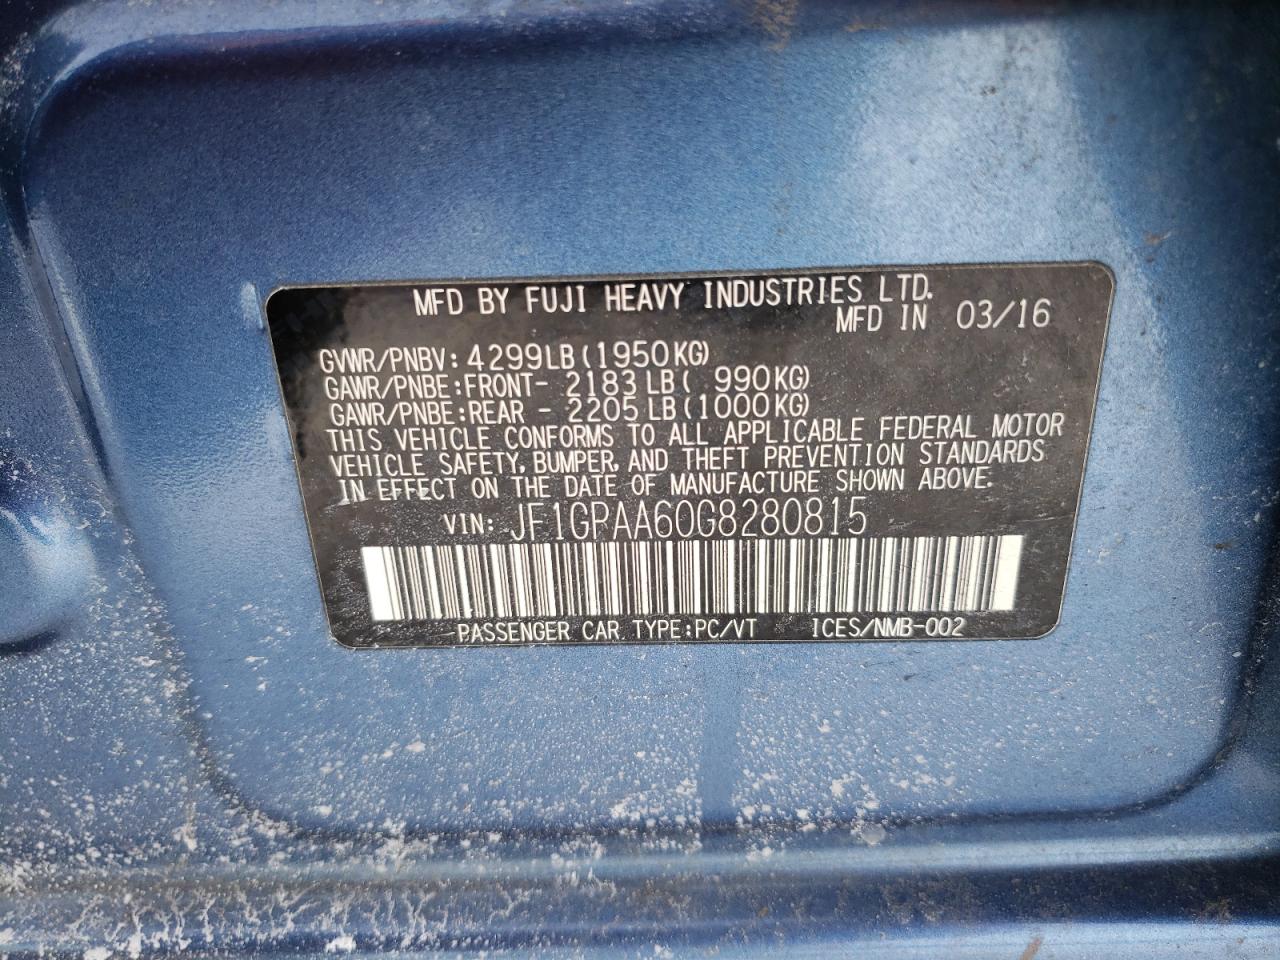 MFD BY FUJI HEAVY INDUSTRIES LTD.
MFD IN 03/16
GVWR/PNBV: 4299LB(1950KG)
GAWR/PNBE:FRONT- 2183LB( 990KG)
GAWR/PNBE:REAR - 2205LB(1000KG)
THIS VEHICLE CONFORMS TO ALL APPLICABLE FEDERAL MOTOR
VEHICLE SAFETY, BUMPER, AND THEFT PREVENTION STANDARDS
IN EFFECT ON THE DATE OF MANUFACTURE SHOWN ABOVE.
VIN: JF1GPAA60G8280815
PASSENGER CAR TYPE:PC/VT ICES/NMB-002